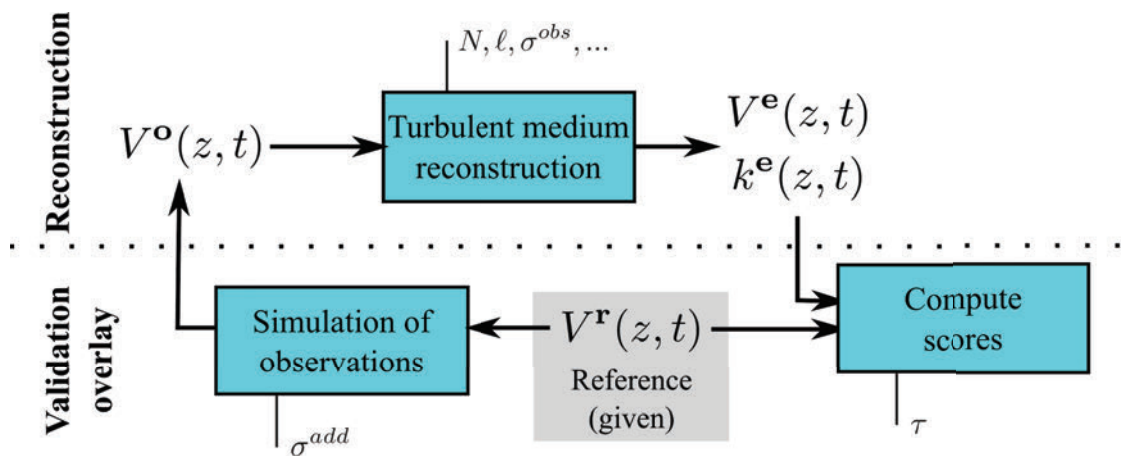 Reconstruction
N, ℓ, σ^{obs}, ...
V^o(z, t)
Turbulent medium
reconstruction
V^e(z, t)
k^e(z, t)
Validation
overlay
Simulation of
observations
σ^{add}
V^r(z, t)
Reference
(given)
Compute
scores
τ